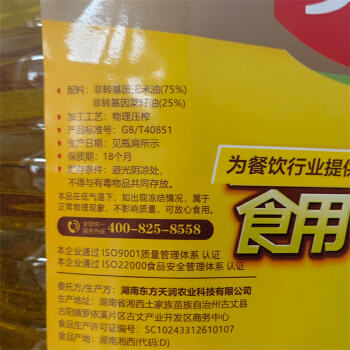 配料：非转基因玉米油(75%)
非转基因菜籽油(25%)
加工工艺：物理压榨
产品标准号：GB/T40851
生产日期：见瓶肩所示
保质期：18个月
贮存条件：避光阴凉处，
不得与有毒物品共同存放。
本品在低气温下，如出现冻结情况，属于
正常物理现象，不影响质量，可放心食用。
400-825-8558
服务热线
本企业通过 ISO9001质量管理体系 认证
本企业通过 ISO22000食品安全管理体系 认证
委托方/生产方：湖南东方天润农业科技有限公司
生产地址：湖南省湘西土家族苗族自治州古丈县
古阳镇罗依溪片区古丈产业开发区商务中心
食品生产许可证编号：SC10243312610107
食品产地：湖南湘西(代码:D)
为餐饮行业提供
食用